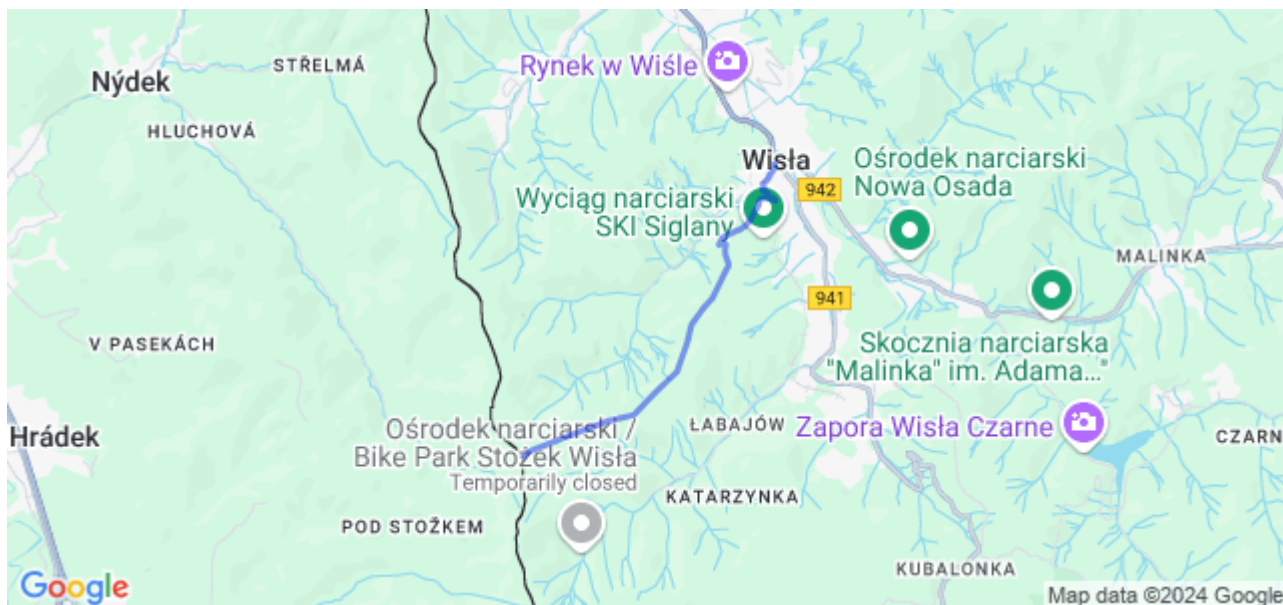 STŘELMÁ
Nýdek
Rynek w Wiśle
HLUCHOVÁ
Wisła
Ośrodek narciarski
Nowa Osada
942
Wyciąg narciarski
SKI Siglany
MALINKA
941
V PASEKÁCH
Skocznia narciarska
"Malinka" im. Adama…"
Hrádek
Ośrodek narciarski /
Bike Park Stożek Wisła
Temporarily closed
ŁABAJÓW
Zapora Wisła Czarne
CZARN
KATARZYNKA
POD STOŽKEM
KUBALONKA
Google
Map data ©2024 Google